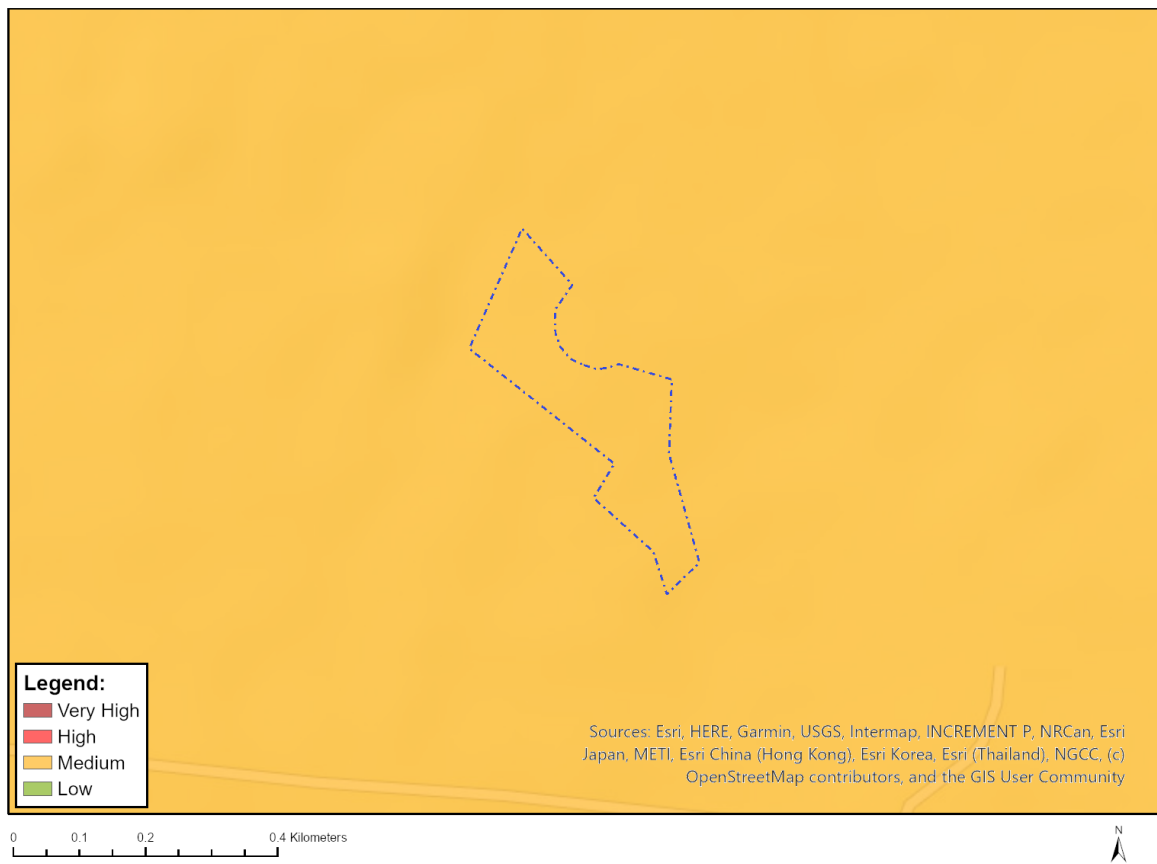 Legend:
Very High
High
Medium
Low
Sources: Esri, HERE, Garmin, USGS, Intermap, INCREMENT P, NRCan, Esri
Japan, METI, Esri China (Hong Kong), Esri Korea, Esri (Thailand), NGCC, (c)
OpenStreetMap contributors, and the GIS User Community
0 0.1 0.2 0.4 Kilometers
N